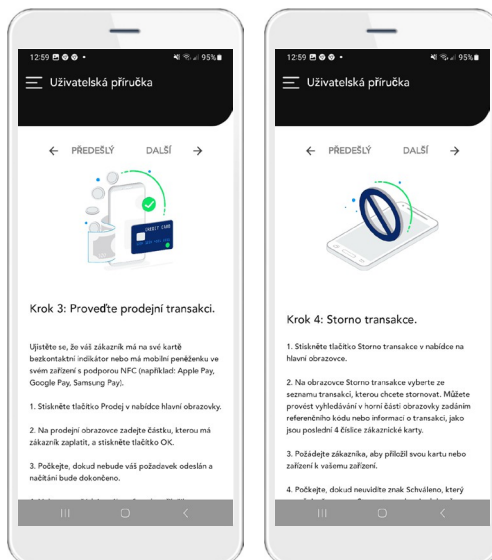 12:59
95%
Uživatelská příručka
← PŘEDEŠLÝ DALŠÍ →
CREDIT CARD
Krok 3: Proveďte prodejní transakci.
Ujistěte se, že váš zákazník má na své kartě
bezkontaktní indikátor nebo má mobilní peněženku ve
svém zařízení s podporou NFC (například: Apple Pay,
Google Pay, Samsung Pay).
1. Stiskněte tlačítko Prodej v nabídce hlavní obrazovky.
2. Na prodejní obrazovce zadejte částku, kterou má
zákazník zaplatit, a stiskněte tlačítko OK.
3. Počkejte, dokud nebude váš požadavek odeslán a
načítání bude dokončeno.
12:59
95%
Uživatelská příručka
← PŘEDEŠLÝ DALŠÍ →
Krok 4: Storno transakce.
1. Stiskněte tlačítko Storno transakce v nabídce na
hlavní obrazovce.
2. Na obrazovce Storno transakce vyberte ze
seznamu transakci, kterou chcete stornovat. Můžete
provést vyhledávání v horní části obrazovky zadáním
referenčního kódu nebo informací o transakci, jako
jsou poslední 4 číslice zákaznické karty.
3. Požádejte zákazníka, aby přiložil svou kartu nebo
zařízení k vašemu zařízení.
4. Počkejte, dokud neuvidíte znak Schváleno, který